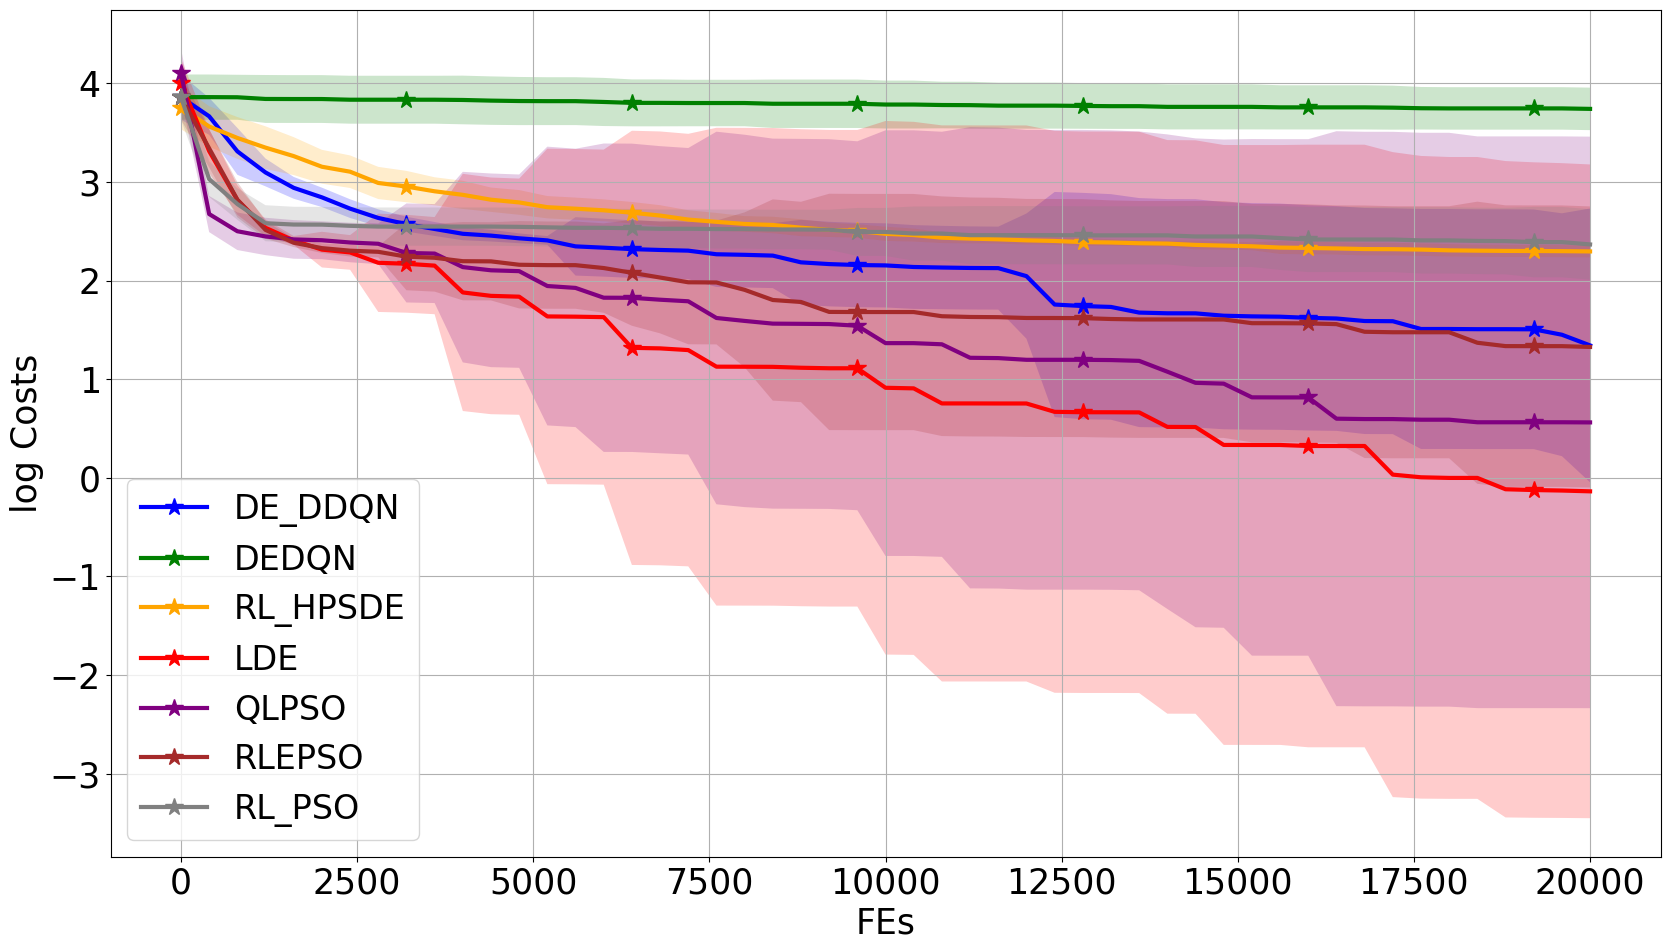 4
3
2
1
0
−1
−2
−3
log Costs
DE_DDQN
DEDQN
RL_HPSDE
LDE
QLPSO
RLEPSO
RL_PSO
0 2500 5000 7500 10000 12500 15000 17500 20000
FEs